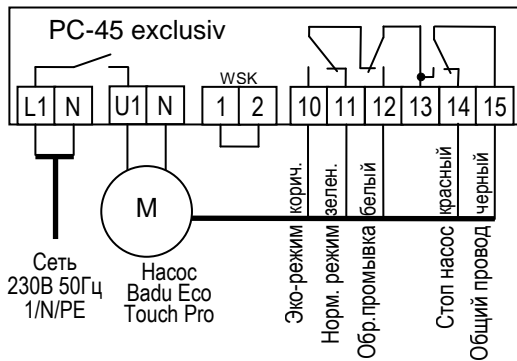 PC-45 exclusiv
WSK
L1 N U1 N 1 2 10 11 12 13 14 15
M
Сеть
230В 50Гц
1/N/PE
Насос
Badu Eco
Touch Pro
Эко-режим корич.
Норм. режим зелен.
Обр.промывка белый
Стоп насос красный
Общий провод черный